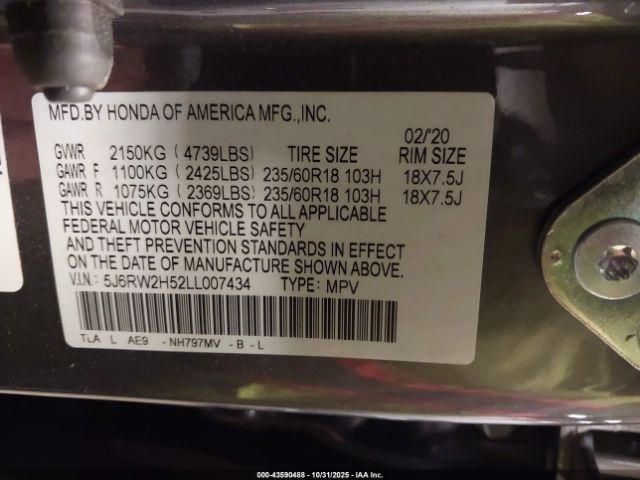 MFD.BY HONDA OF AMERICA MFG.,INC.
02/'20
GVWR 2150KG ( 4739LBS) TIRE SIZE RIM SIZE
GAWR F 1100KG ( 2425LBS) 235/60R18 103H 18X7.5J
GAWR R 1075KG ( 2369LBS) 235/60R18 103H 18X7.5J
THIS VEHICLE CONFORMS TO ALL APPLICABLE
FEDERAL MOTOR VEHICLE SAFETY
AND THEFT PREVENTION STANDARDS IN EFFECT
ON THE DATE OF MANUFACTURE SHOWN ABOVE.
V.I.N.: 5J6RW2H52LL007434 TYPE: MPV
TLA L AE9 - NH797MV - B - L
000-43590488 - 10/31/2025 - IAA Inc.